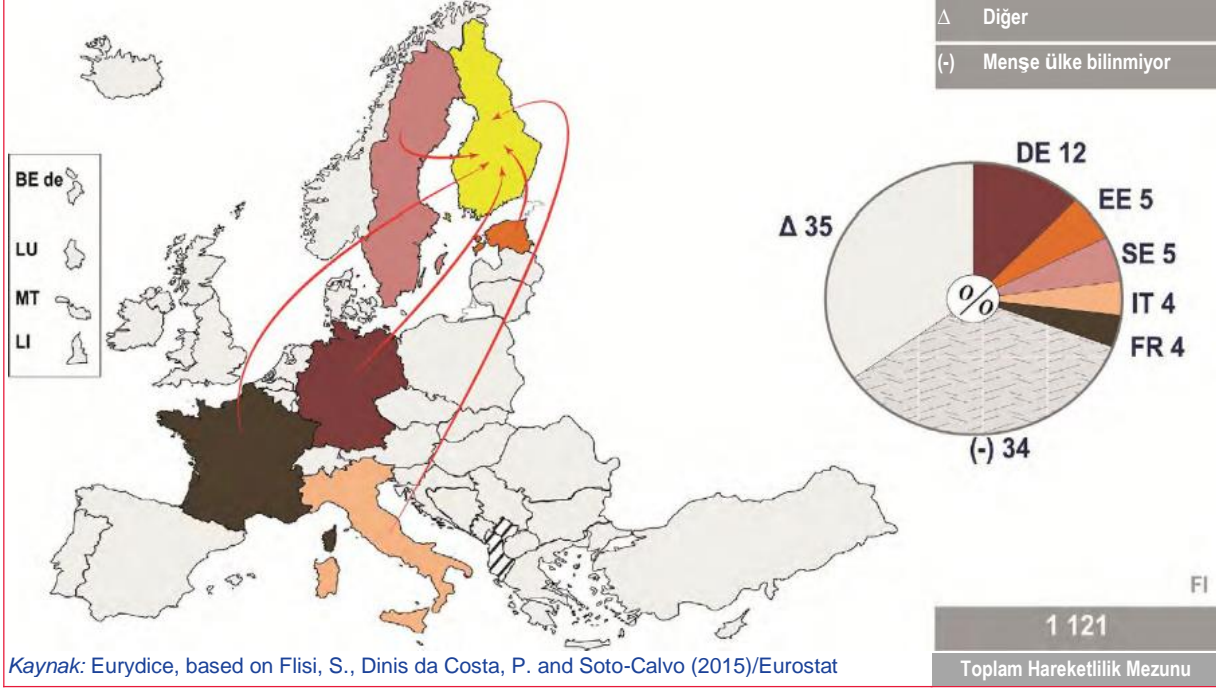 Δ Diğer
(-) Menşe ülke bilinmiyor
BE de
LU
MT
LI
DE 12
EE 5
SE 5
IT 4
FR 4
(-) 34
Δ 35
%
FI
1 121
Toplam Hareketlilik Mezunu
Kaynak: Eurydice, based on Flisi, S., Dinis da Costa, P. and Soto-Calvo (2015)/Eurostat